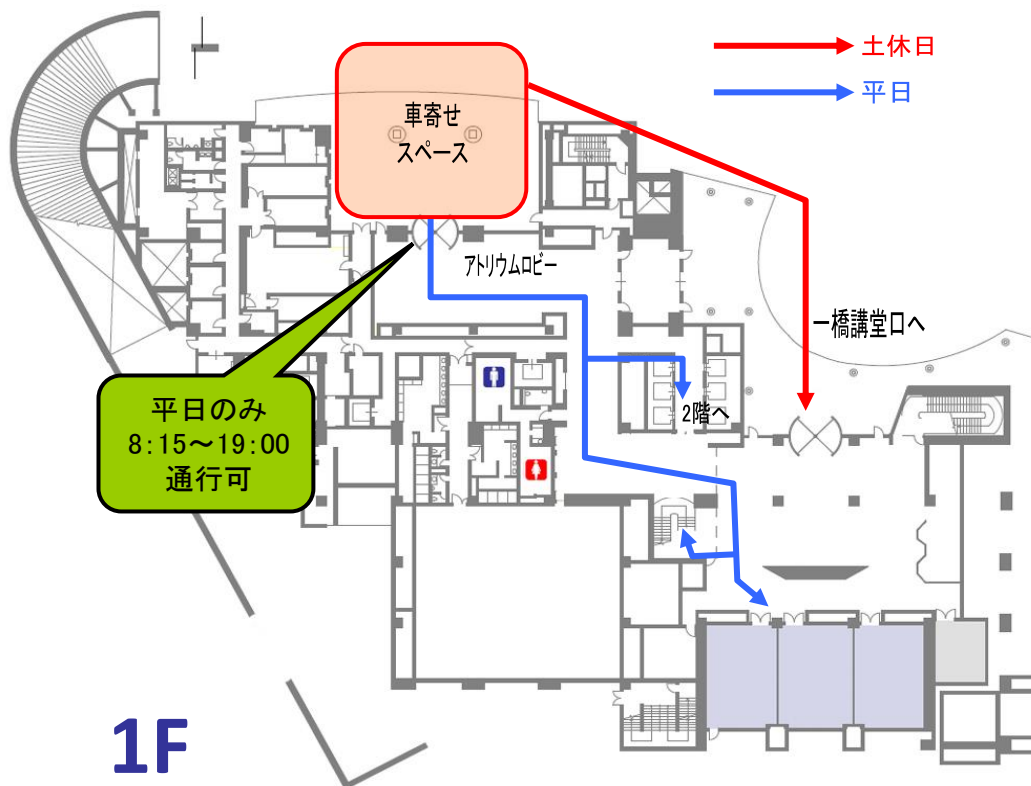 土休日
平日
車寄せ
スペース
アトリウムロビー
一橋講堂口へ
2階へ
平日のみ
8:15～19:00
通行可
1F